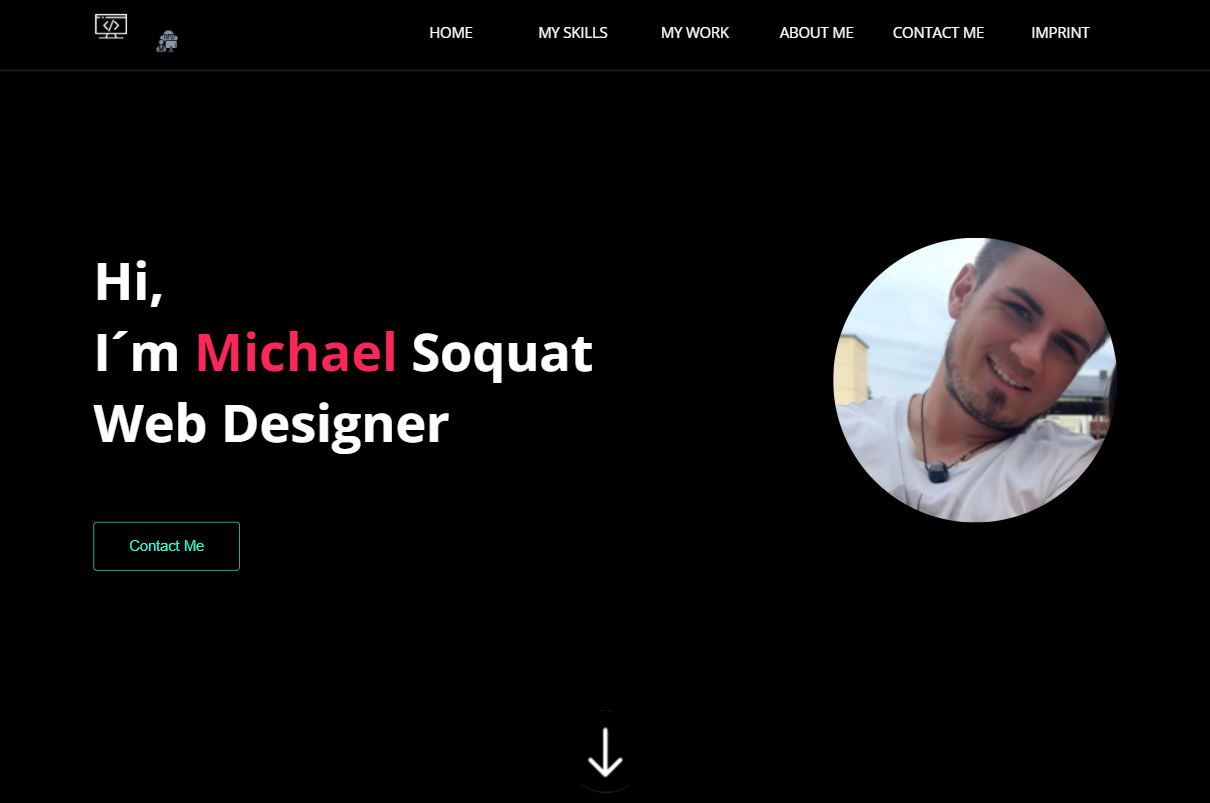 HOME MY SKILLS MY WORK ABOUT ME CONTACT ME IMPRINT
Hi,
I´m Michael Soquat
Web Designer
Contact Me